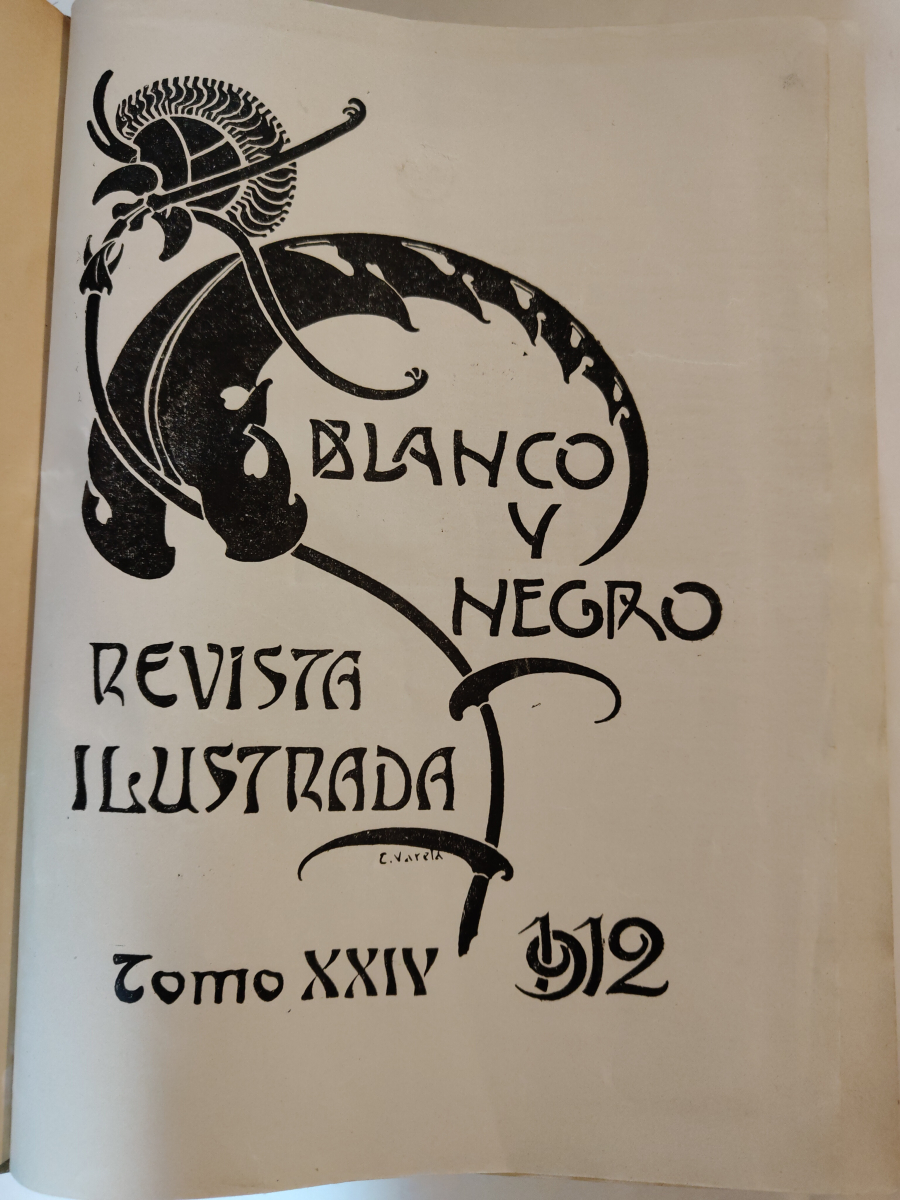 BLANCO
Y
NEGRO
REVISTA
ILUSTRADA
E. Varela
Tomo XXIV 1912